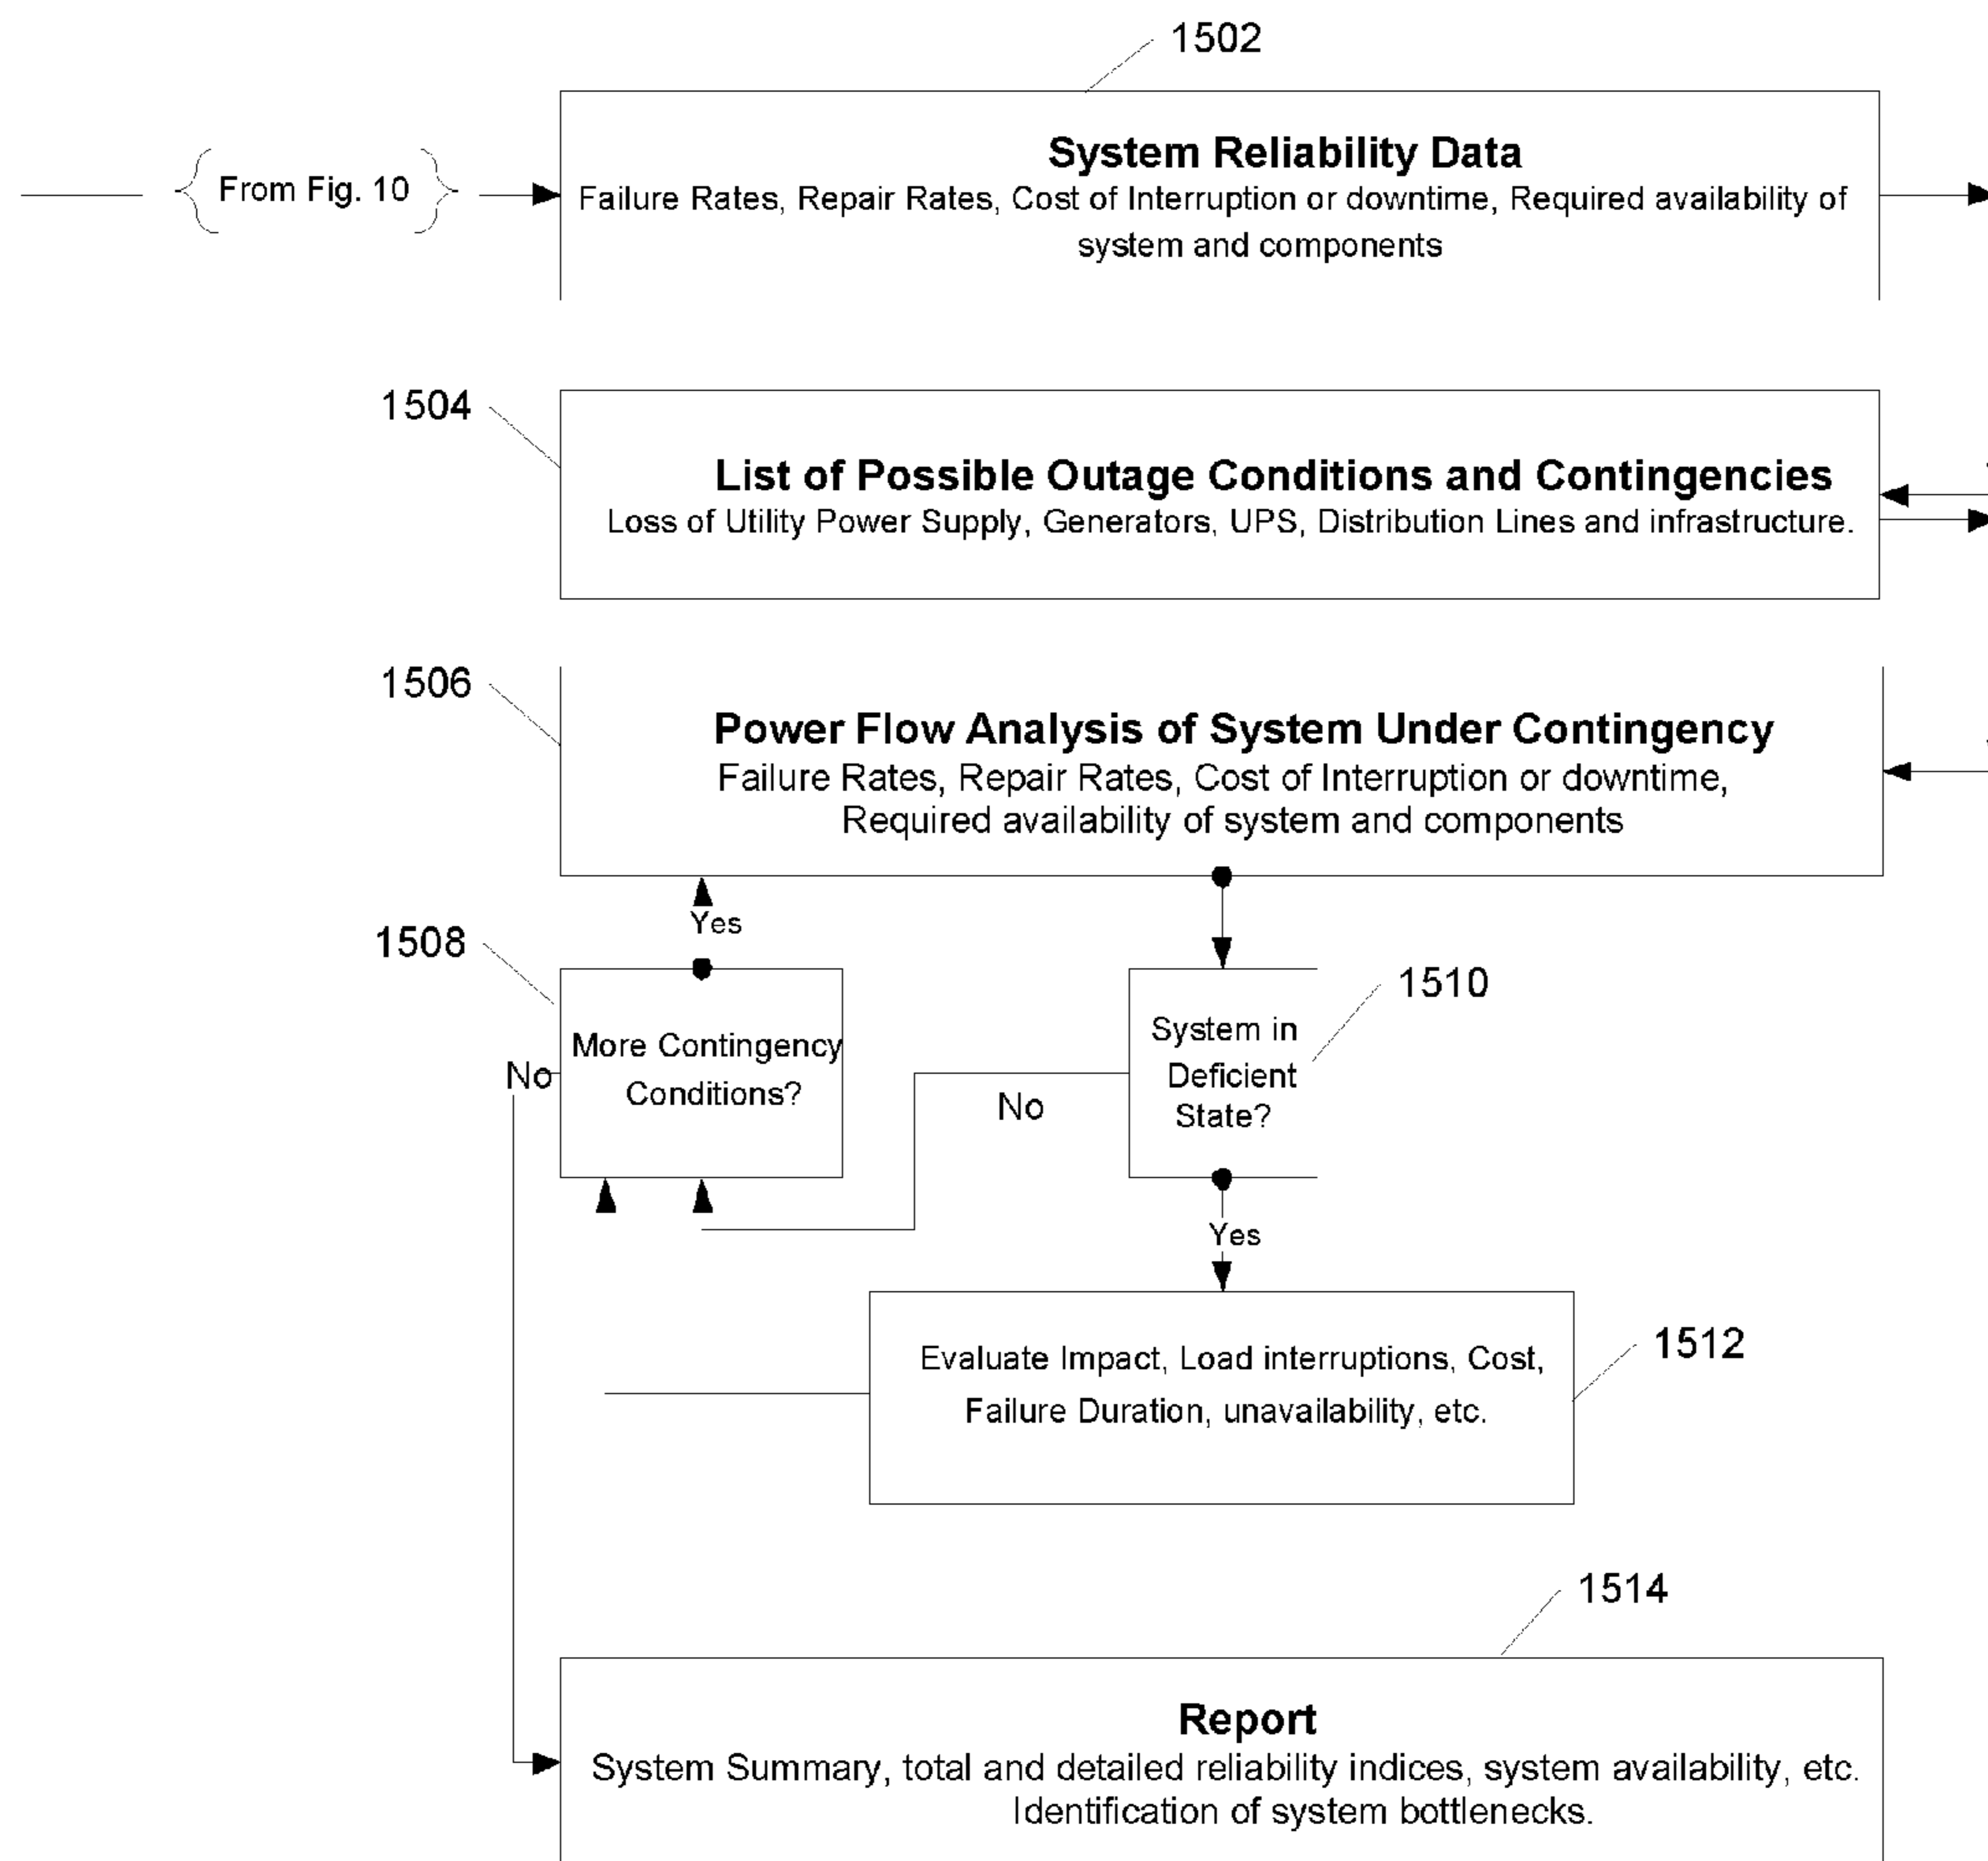 1502
System Reliability Data
From Fig. 10
Failure Rates, Repair Rates, Cost of Interruption or downtime, Required availability of
system and components
1504
List of Possible Outage Conditions and Contingencies
Loss of Utility Power Supply, Generators, UPS, Distribution Lines and infrastructure.
1506
Power Flow Analysis of System Under Contingency
Failure Rates, Repair Rates, Cost of Interruption or downtime,
Required availability of system and components
Yes
1508
More Contingency
Conditions?
No
1510
System in
Deficient
State?
No
Yes
1512
Evaluate Impact, Load interruptions, Cost,
Failure Duration, unavailability, etc.
1514
Report
System Summary, total and detailed reliability indices, system availability, etc.
Identification of system bottlenecks.